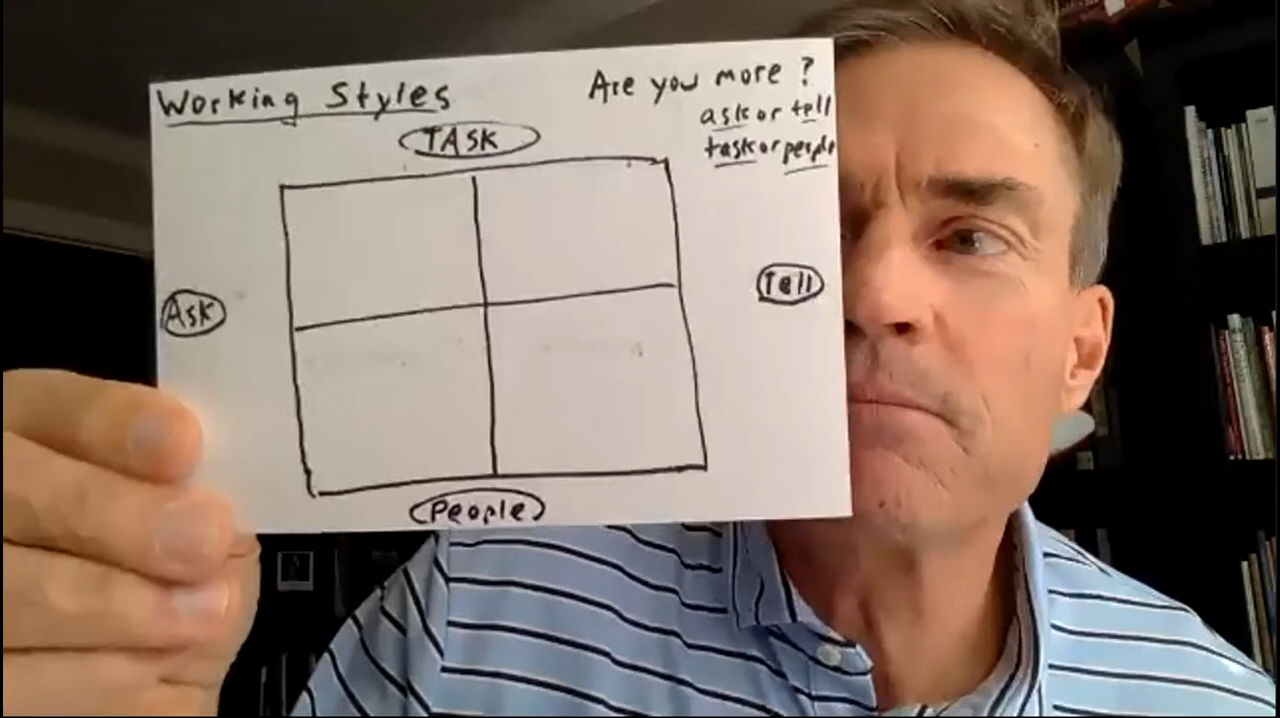 Working Styles
Are you more ?
ask or tell
task or people
TASK
Ask
Tell
People